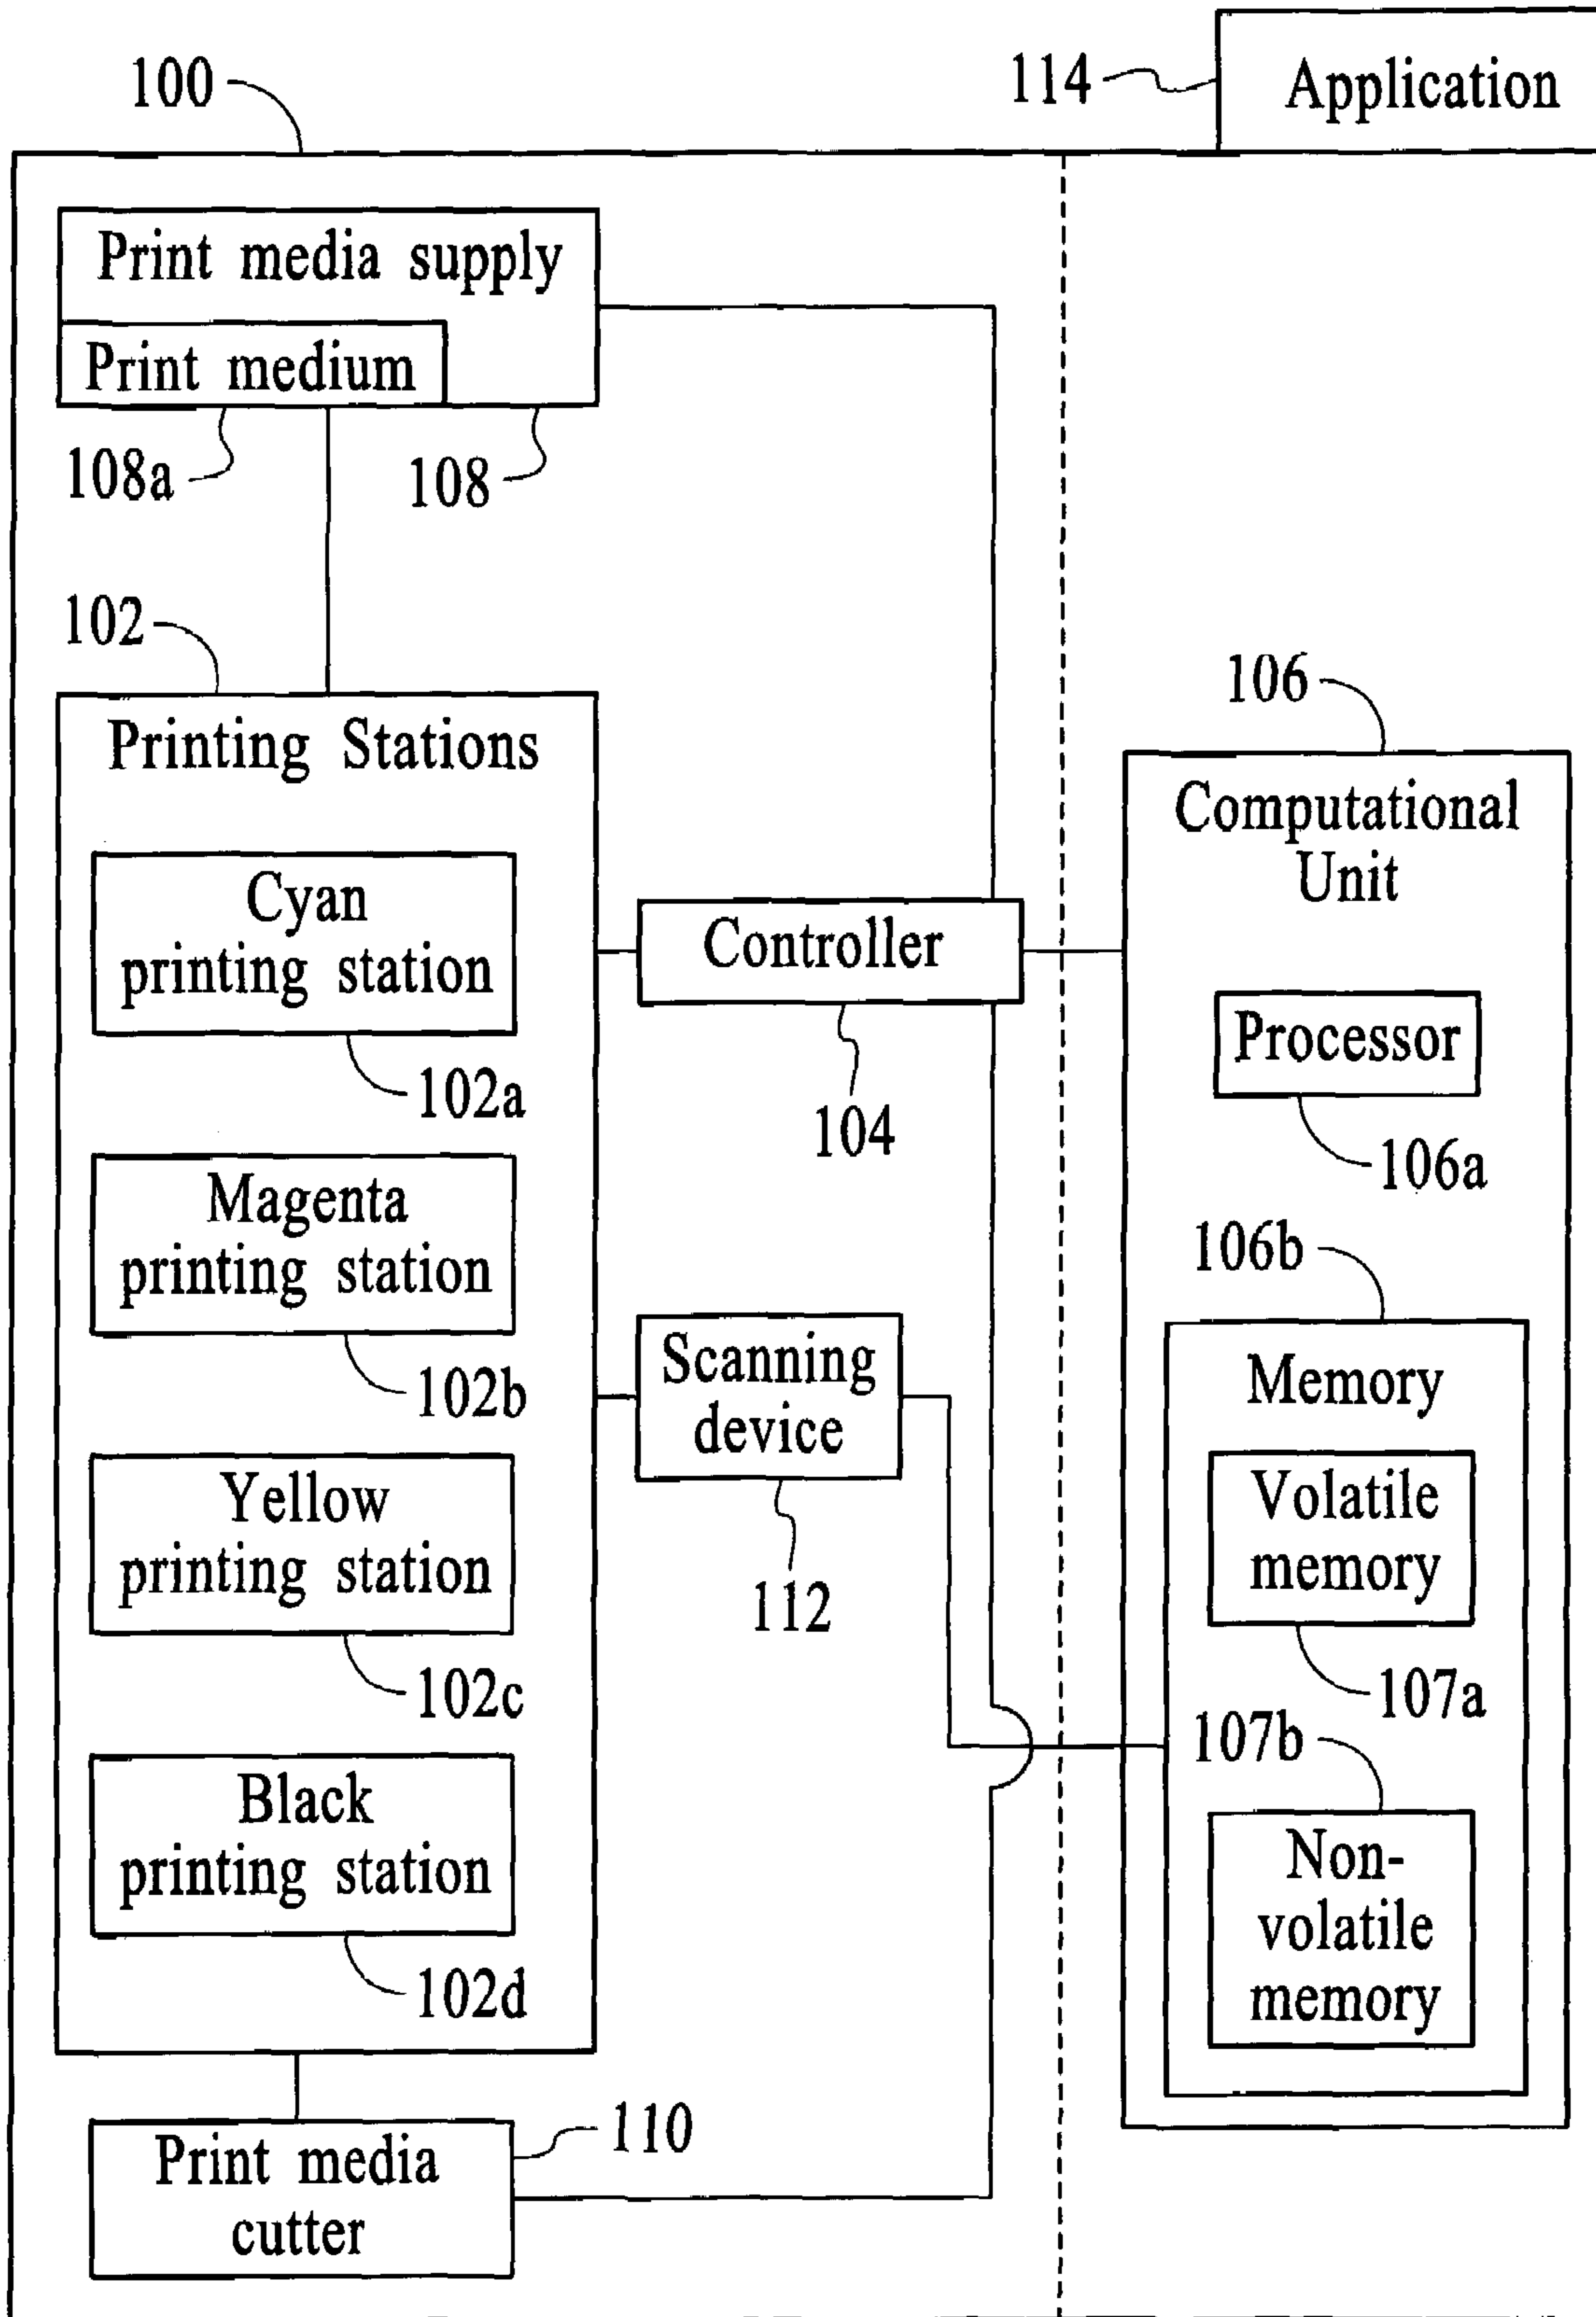 100
114
Application
Print media supply
Print medium
108a
108
102
Printing Stations
Cyan
printing station
102a
Magenta
printing station
102b
Yellow
printing station
102c
Black
printing station
102d
Controller
104
Scanning
device
112
106
Computational
Unit
Processor
106a
106b
Memory
Volatile
memory
107a
107b
Non-
volatile
memory
110
Print media
cutter